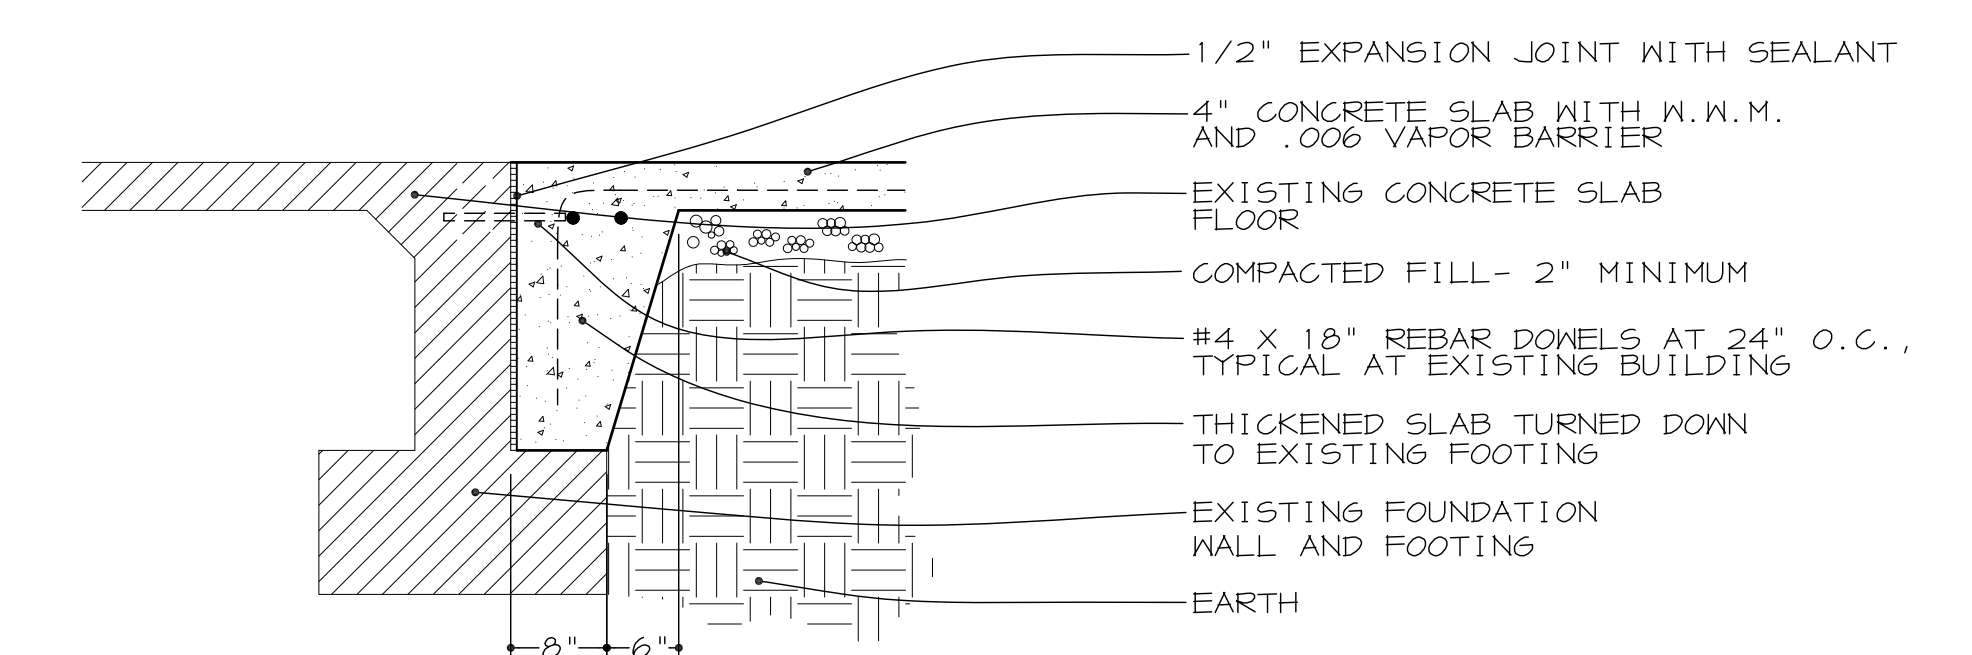 1/2" EXPANSION JOINT WITH SEALANT
4" CONCRETE SLAB WITH W.W.M.
AND .006 VAPOR BARRIER
EXISTING CONCRETE SLAB
FLOOR
COMPACTED FILL- 2" MINIMUM
#4 X 18" REBAR DOWELS AT 24" O.C.,
TYPICAL AT EXISTING BUILDING
THICKENED SLAB TURNED DOWN
TO EXISTING FOOTING
EXISTING FOUNDATION
WALL AND FOOTING
EARTH
8" 6"